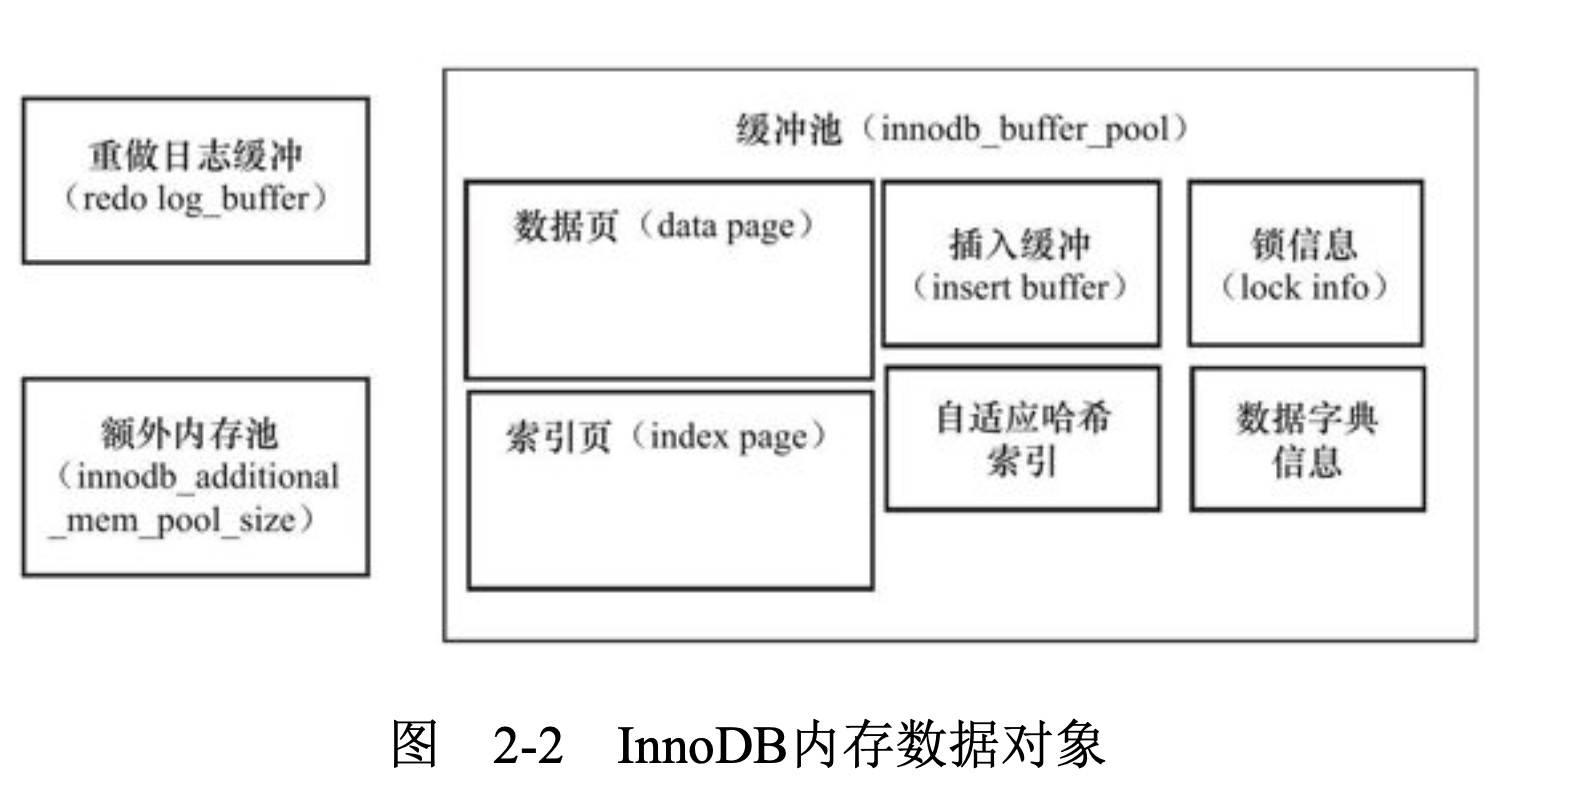 重做日志缓冲
（redo log_buffer）
额外内存池
（innodb_additional
_mem_pool_size）
缓冲池（innodb_buffer_pool）
数据页（data page）
插入缓冲
（insert buffer）
锁信息
（lock info）
索引页（index page）
自适应哈希
索引
数据字典
信息
图 2-2 InnoDB内存数据对象